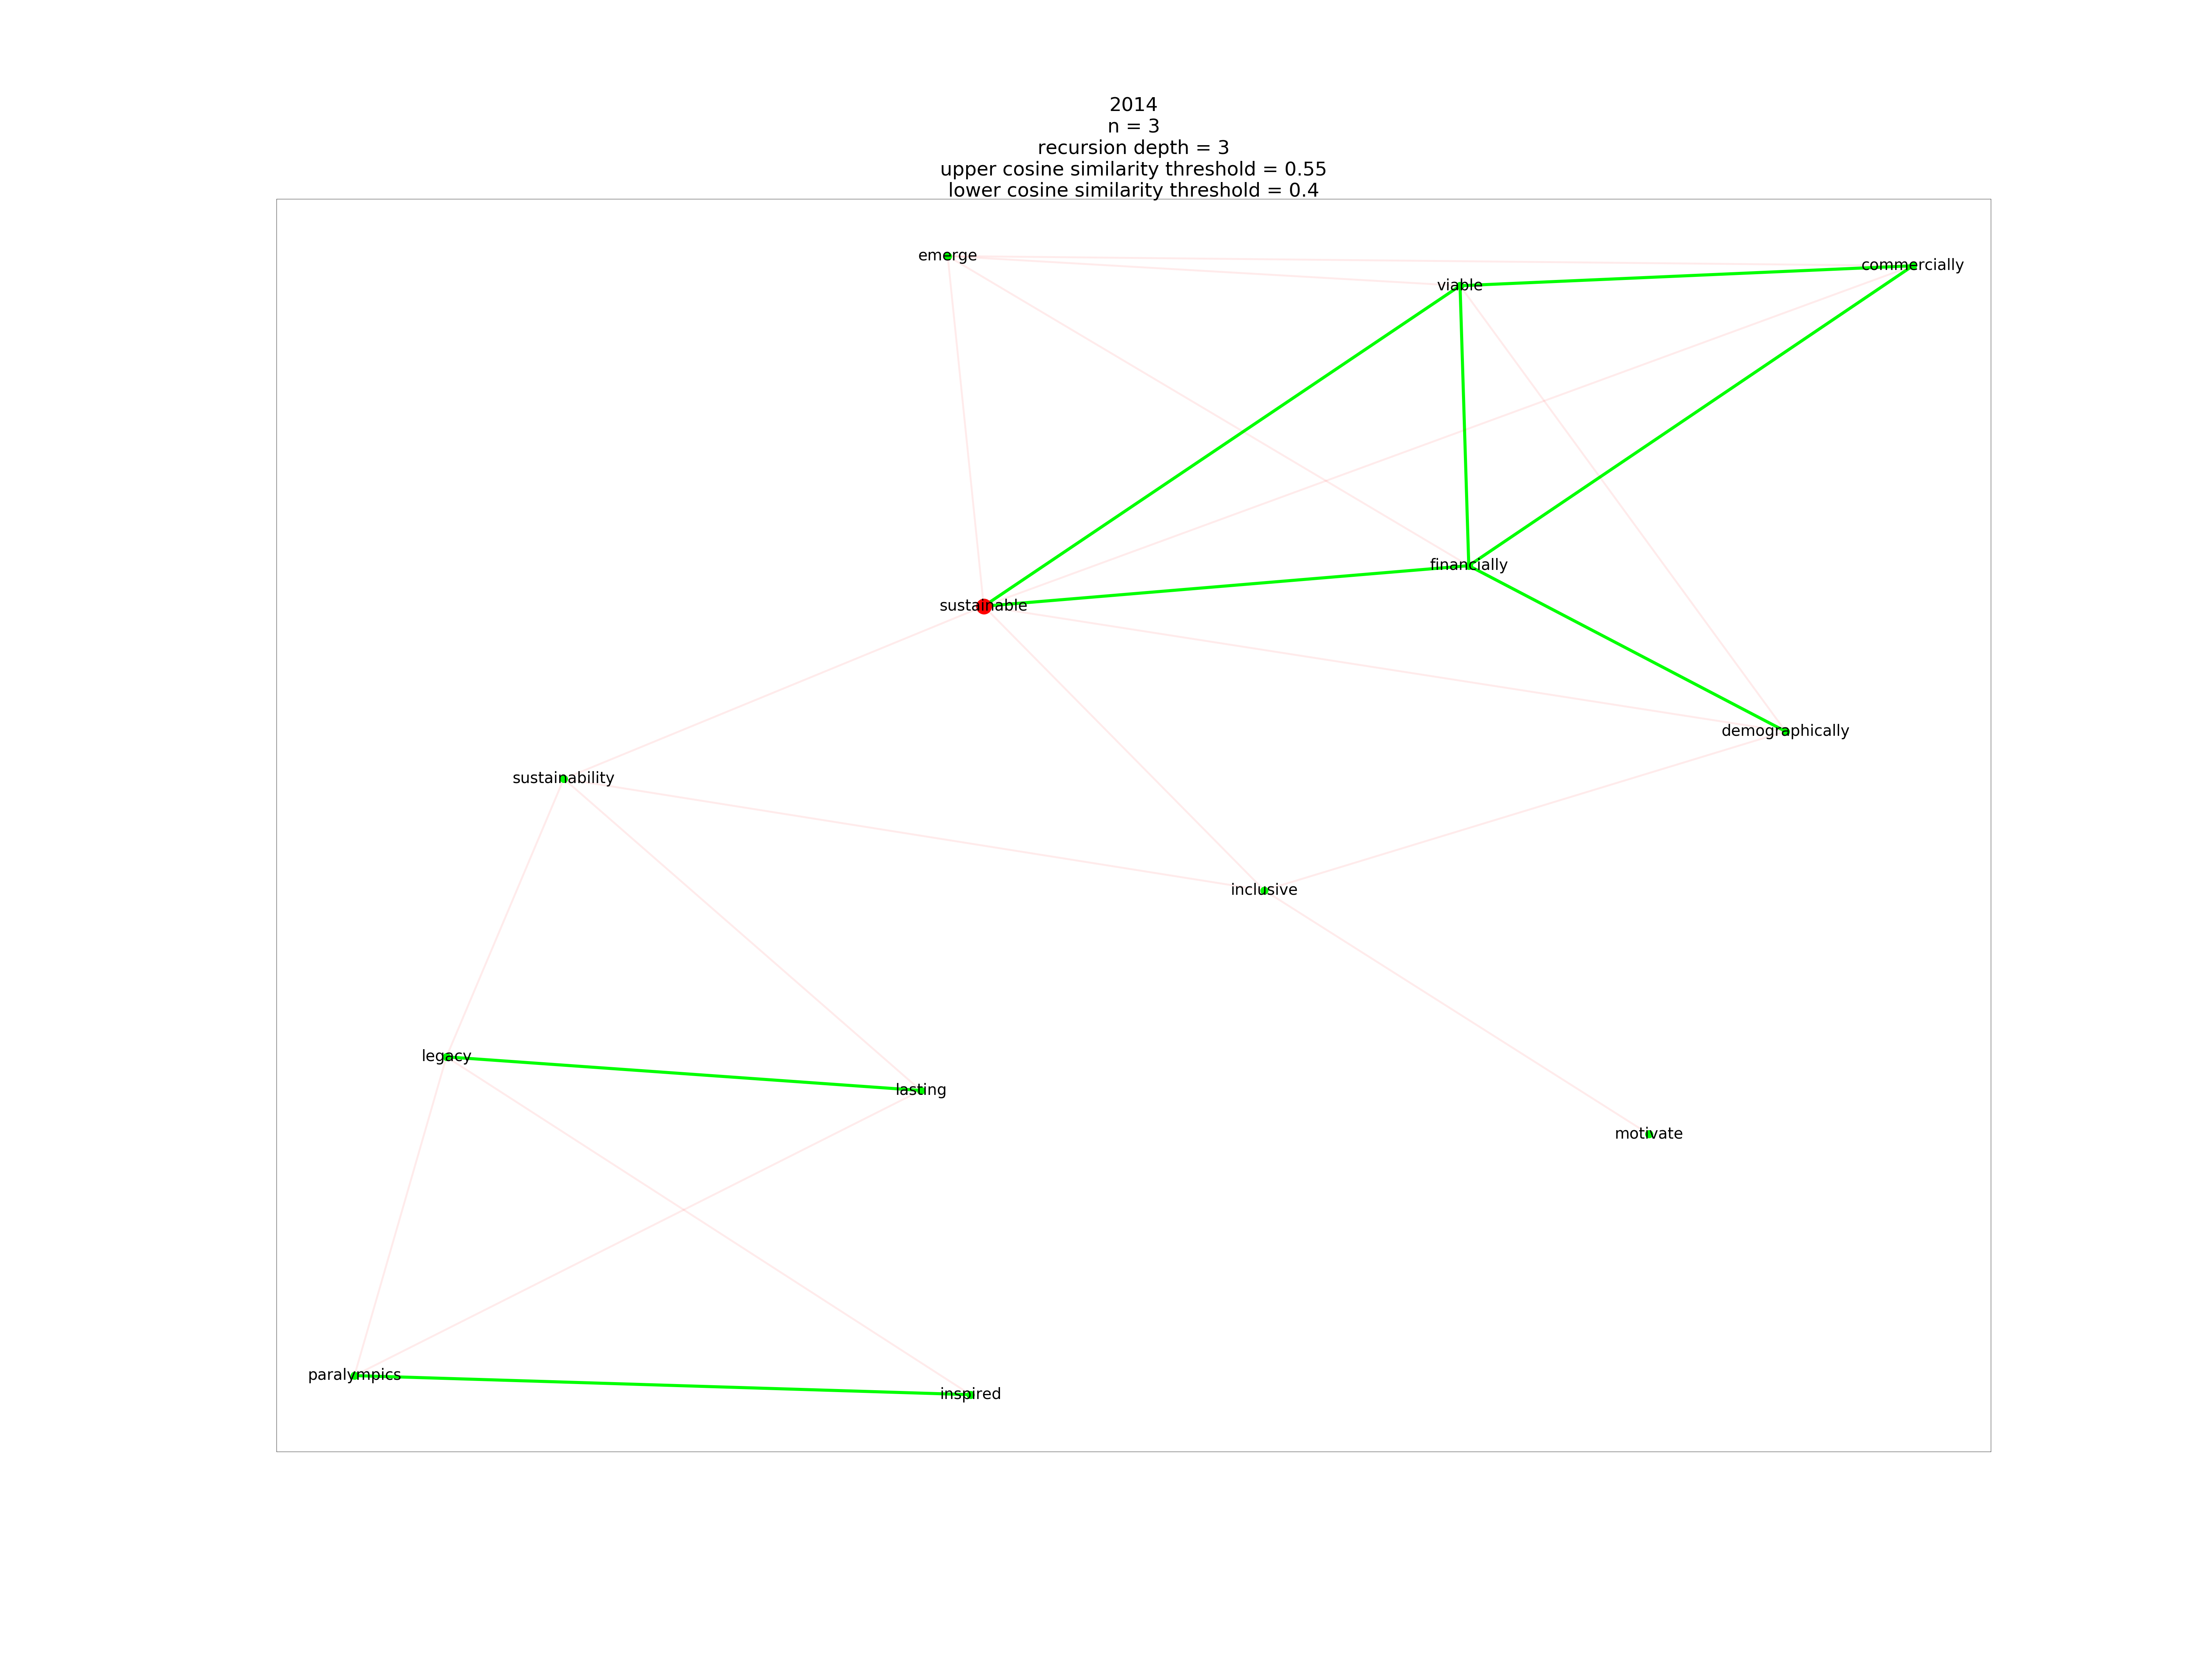 2014
n = 3
recursion depth = 3
upper cosine similarity threshold = 0.55
lower cosine similarity threshold = 0.4
emerge
commercially
viable
financially
sustainable
demographically
sustainability
inclusive
legacy
lasting
motivate
paralympics
inspired